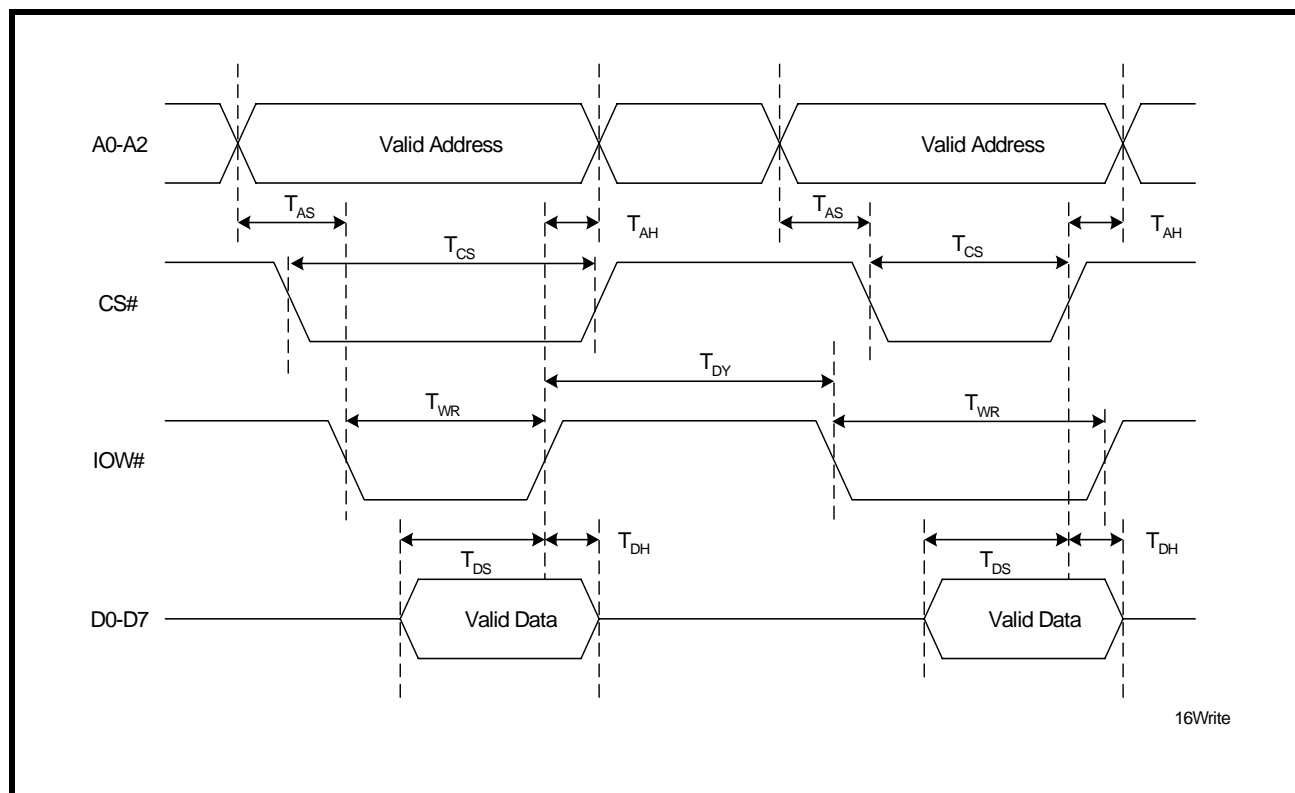 A0-A2
Valid Address
Valid Address
TAS
TAH
TAS
TAH
TCS
TCS
CS#
TDY
TWR
TWR
IOW#
TDH
TDH
TDS
TDS
D0-D7
Valid Data
Valid Data
16Write